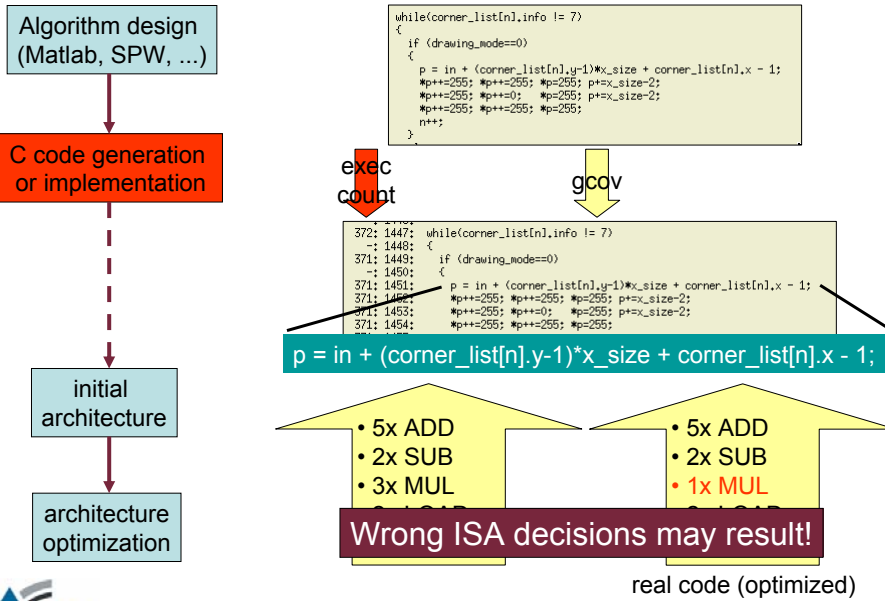 Algorithm design
(Matlab, SPW, ...)
C code generation
or implementation
initial
architecture
architecture
optimization
while(corner_list[n].info != 7)
{
if (drawing_mode==0)
{
p = in + (corner_list[n].y-1)*x_size + corner_list[n].x - 1;
*p++=255; *p++=255; *p=255; p+=x_size-2;
*p++=255; *p++=0; *p=255; p+=x_size-2;
*p++=255; *p++=255; *p=255;
n++;
}
exec
count
gcov
372: 1447: while(corner_list[n].info != 7)
-: 1448: {
371: 1449: if (drawing_mode==0)
-: 1450: {
371: 1451: p = in + (corner_list[n].y-1)*x_size + corner_list[n].x - 1;
371: 1452: *p++=255; *p++=255; *p=255; p+=x_size-2;
371: 1453: *p++=255; *p++=0; *p=255; p+=x_size-2;
371: 1454: *p++=255; *p++=255; *p=255;
p = in + (corner_list[n].y-1)*x_size + corner_list[n].x - 1;
• 5x ADD
• 2x SUB
• 3x MUL
• 5x ADD
• 2x SUB
• 1x MUL
Wrong ISA decisions may result!
real code (optimized)